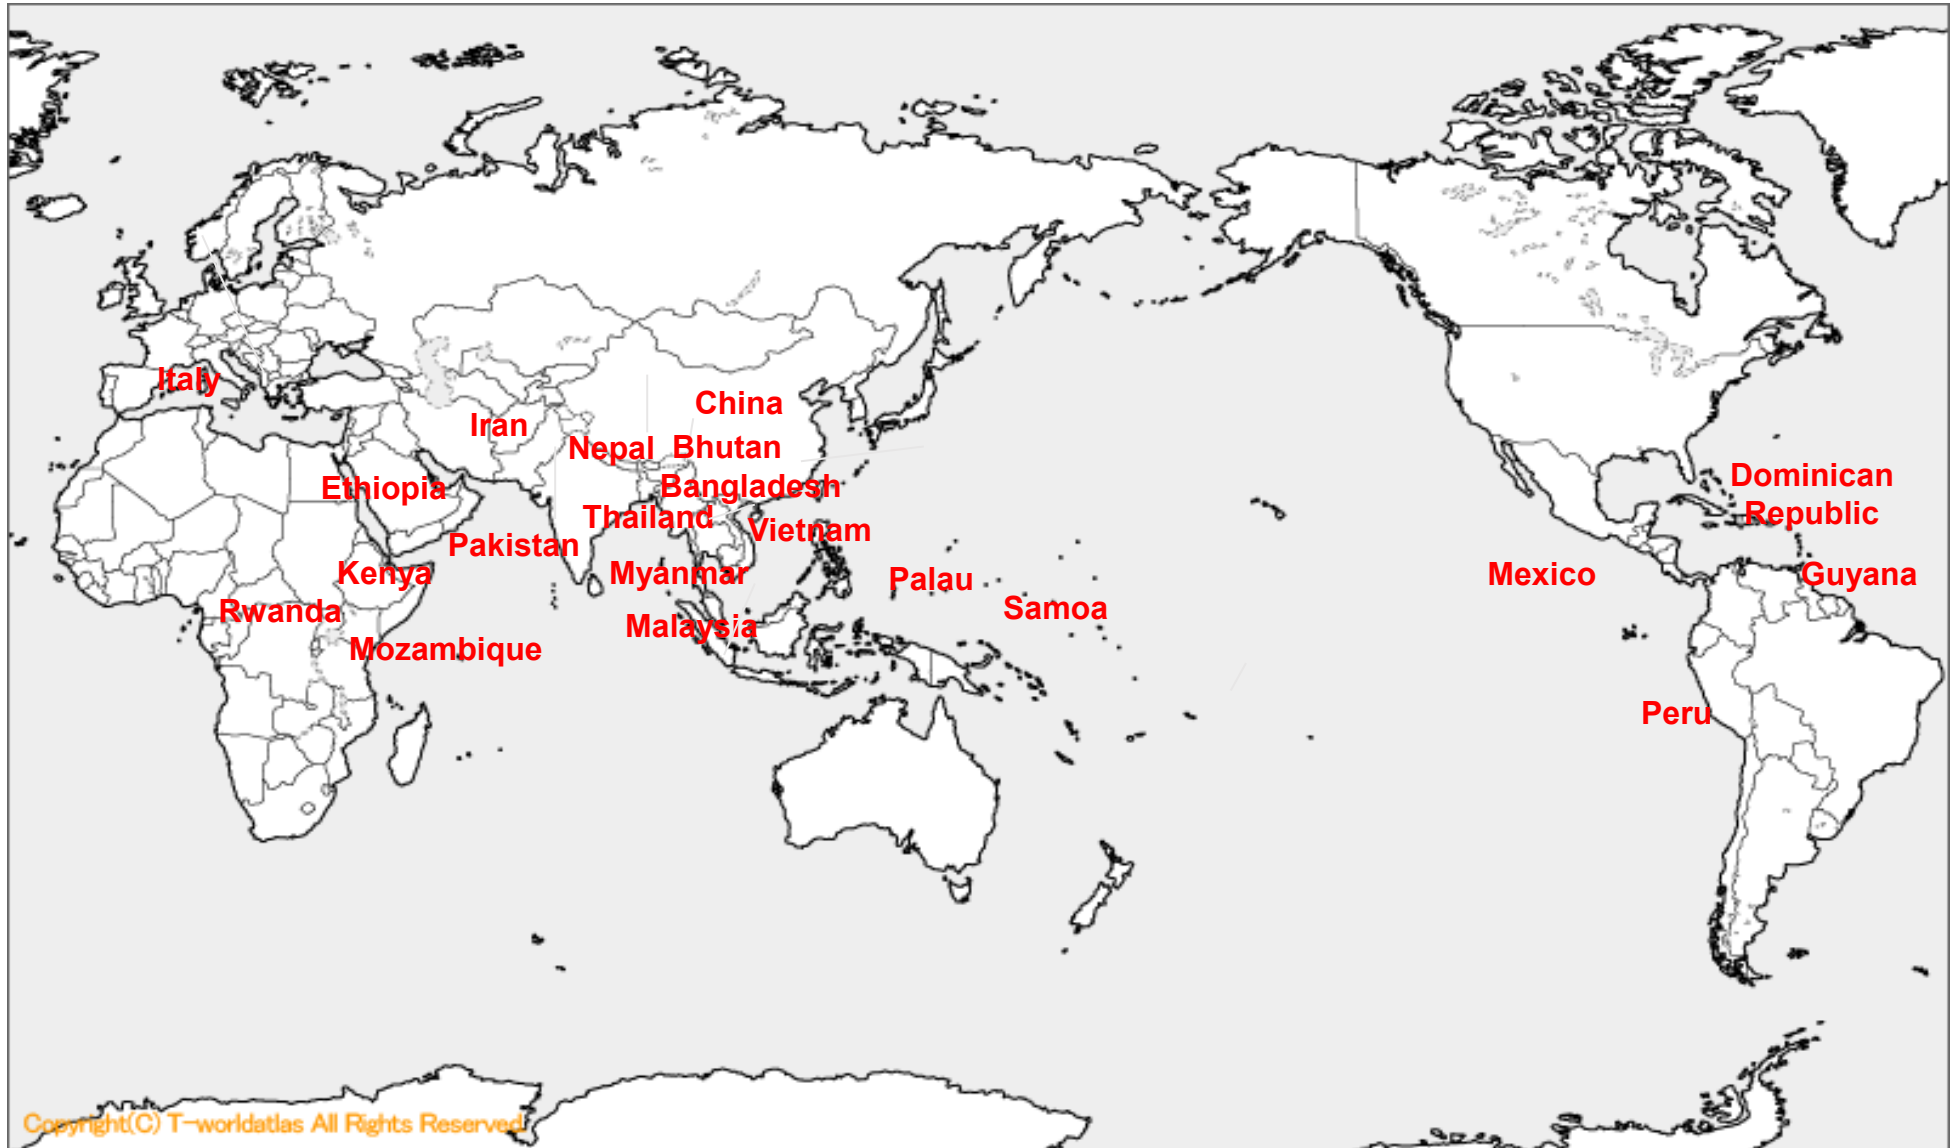 Italy
China
Iran
Nepal
Bhutan
Ethiopia
Bangladesh
Dominican
Republic
Thailand
Vietnam
Pakistan
Kenya
Myanmar
Palau
Mexico
Guyana
Rwanda
Samoa
Malaysia
Mozambique
Peru
Copyright(C) T-worldatlas All Rights Reserved.